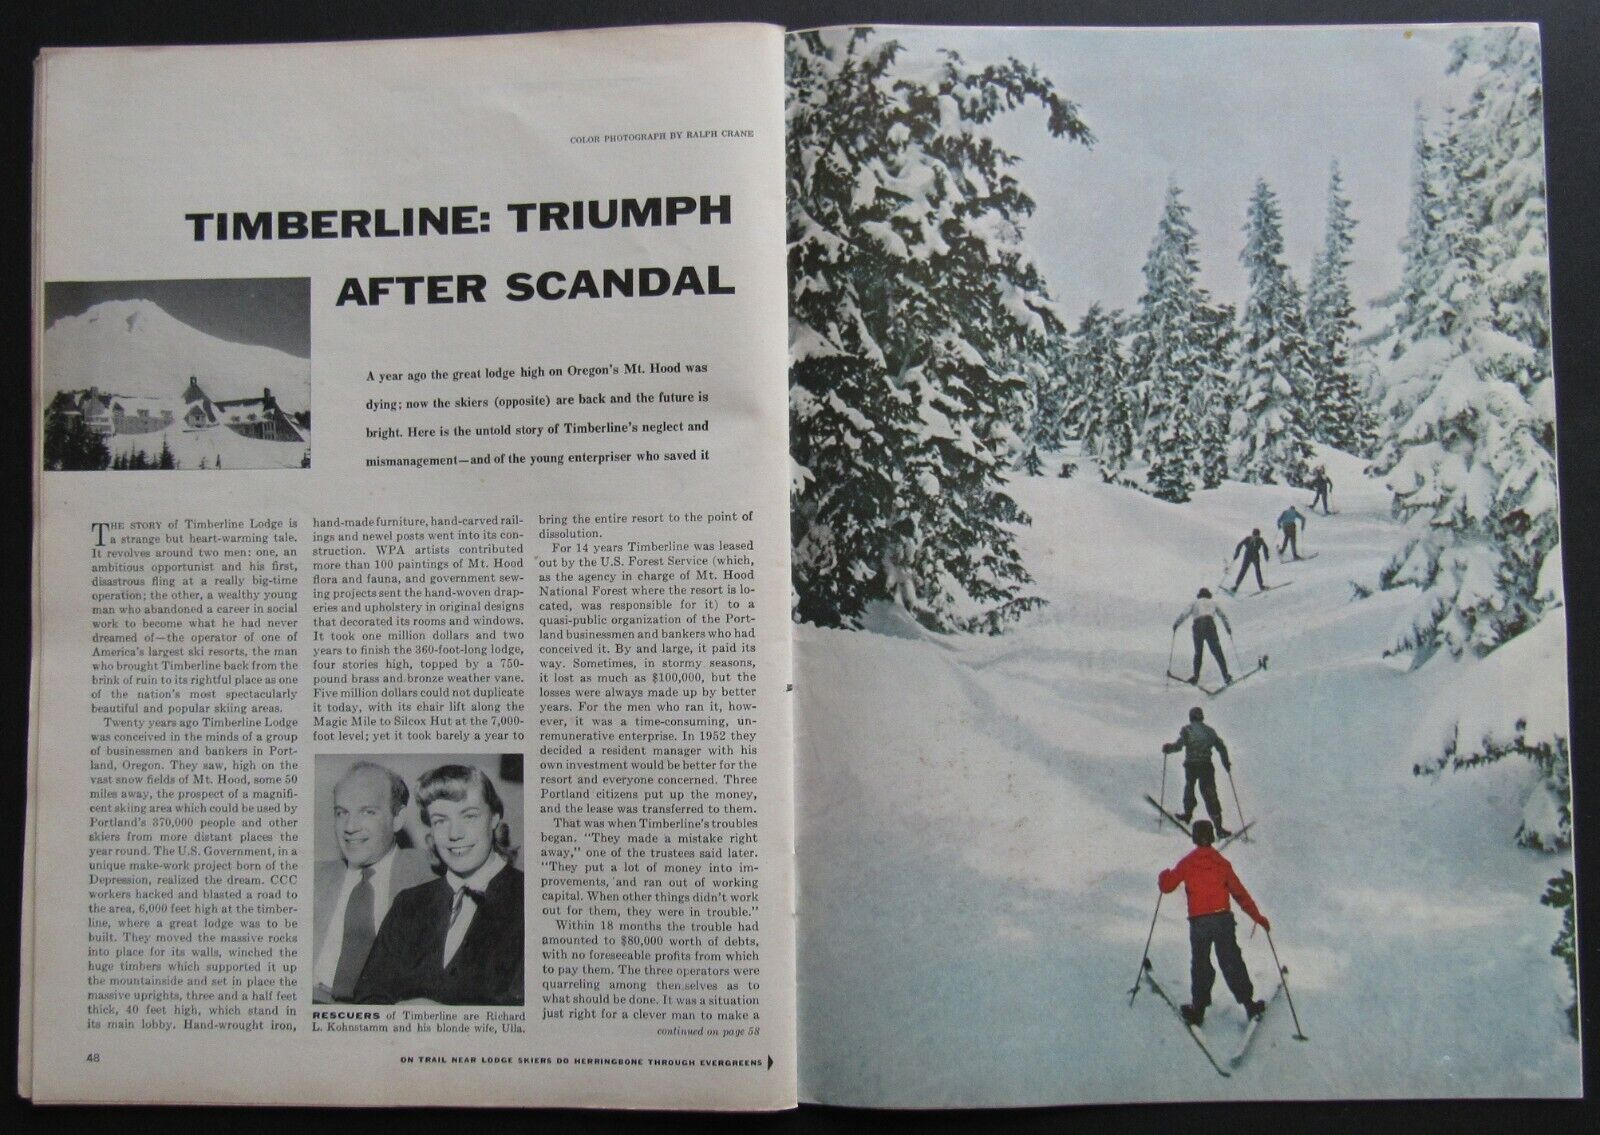 COLOR PHOTOGRAPH BY RALPH CRANE
TIMBERLINE: TRIUMPH
AFTER SCANDAL
A year ago the great lodge high on Oregon's Mt. Hood was
dying; now the skiers (opposite) are back and the future is
bright. Here is the untold story of Timberline's neglect and
mismanagement—and of the young enterpriser who saved it
THE STORY of Timberline Lodge is
a strange but heart-warming tale.
It revolves around two men: one, an
ambitious opportunist and his first,
disastrous fling at a really big-time
operation; the other, a wealthy young
man who abandoned a career in social
work to become what he had never
dreamed of—the operator of one of
America's largest ski resorts, the man
who brought Timberline back from the
brink of ruin to its rightful place as one
of the nation's most spectacularly
beautiful and popular skiing areas.
Twenty years ago Timberline Lodge
was conceived in the minds of a group
of businessmen and bankers in Port-
land, Oregon. They saw, high on the
vast snow fields of Mt. Hood, some 50
miles away, the prospect of a magnifi-
cent skiing area which could be used by
Portland's 370,000 people and other
skiers from more distant places the
year round. The U.S. Government, in a
unique make-work project born of the
Depression, realized the dream. CCC
workers hacked and blasted a road to
the area, 6,000 feet high at the timber-
line, where a great lodge was to be
built. They moved the massive rocks
into place for its walls, winched the
huge timbers which supported it up
the mountainside and set in place the
massive uprights, three and a half feet
thick, 40 feet high, which stand in
its main lobby. Hand-wrought iron,
hand-made furniture, hand-carved rail-
ings and newel posts went into its con-
struction. WPA artists contributed
more than 100 paintings of Mt. Hood
flora and fauna, and government sew-
ing projects sent the hand-woven drap-
eries and upholstery in original designs
that decorated its rooms and windows.
It took one million dollars and two
years to finish the 360-foot-long lodge,
four stories high, topped by a 750-
pound brass and bronze weather vane.
Five million dollars could not duplicate
it today, with its chair lift along the
Magic Mile to Silcox Hut at the 7,000-
foot level; yet it took barely a year to
RESCUERS of Timberline are Richard
L. Kohnstamm and his blonde wife, Ulla.
bring the entire resort to the point of
dissolution.
For 14 years Timberline was leased
out by the U.S. Forest Service (which,
as the agency in charge of Mt. Hood
National Forest where the resort is lo-
cated, was responsible for it) to a
quasi-public organization of the Port-
land businessmen and bankers who had
conceived it. By and large, it paid its
way. Sometimes, in stormy seasons,
it lost as much as $100,000, but the
losses were always made up by better
years. For the men who ran it, how-
ever, it was a time-consuming, un-
remunerative enterprise. In 1952 they
decided a resident manager with his
own investment would be better for the
resort and everyone concerned. Three
Portland citizens put up the money,
and the lease was transferred to them.
That was when Timberline's troubles
began. "They made a mistake right
away," one of the trustees said later.
"They put a lot of money into im-
provements, and ran out of working
capital. When other things didn't work
out for them, they were in trouble."
Within 18 months the trouble had
amounted to $80,000 worth of debts,
with no foreseeable profits from which
to pay them. The three operators were
quarreling among themselves as to
what should be done. It was a situation
just right for a clever man to make a
continued on page 58
48
ON TRAIL NEAR LODGE SKIERS DO HERRINGBONE THROUGH EVERGREENS